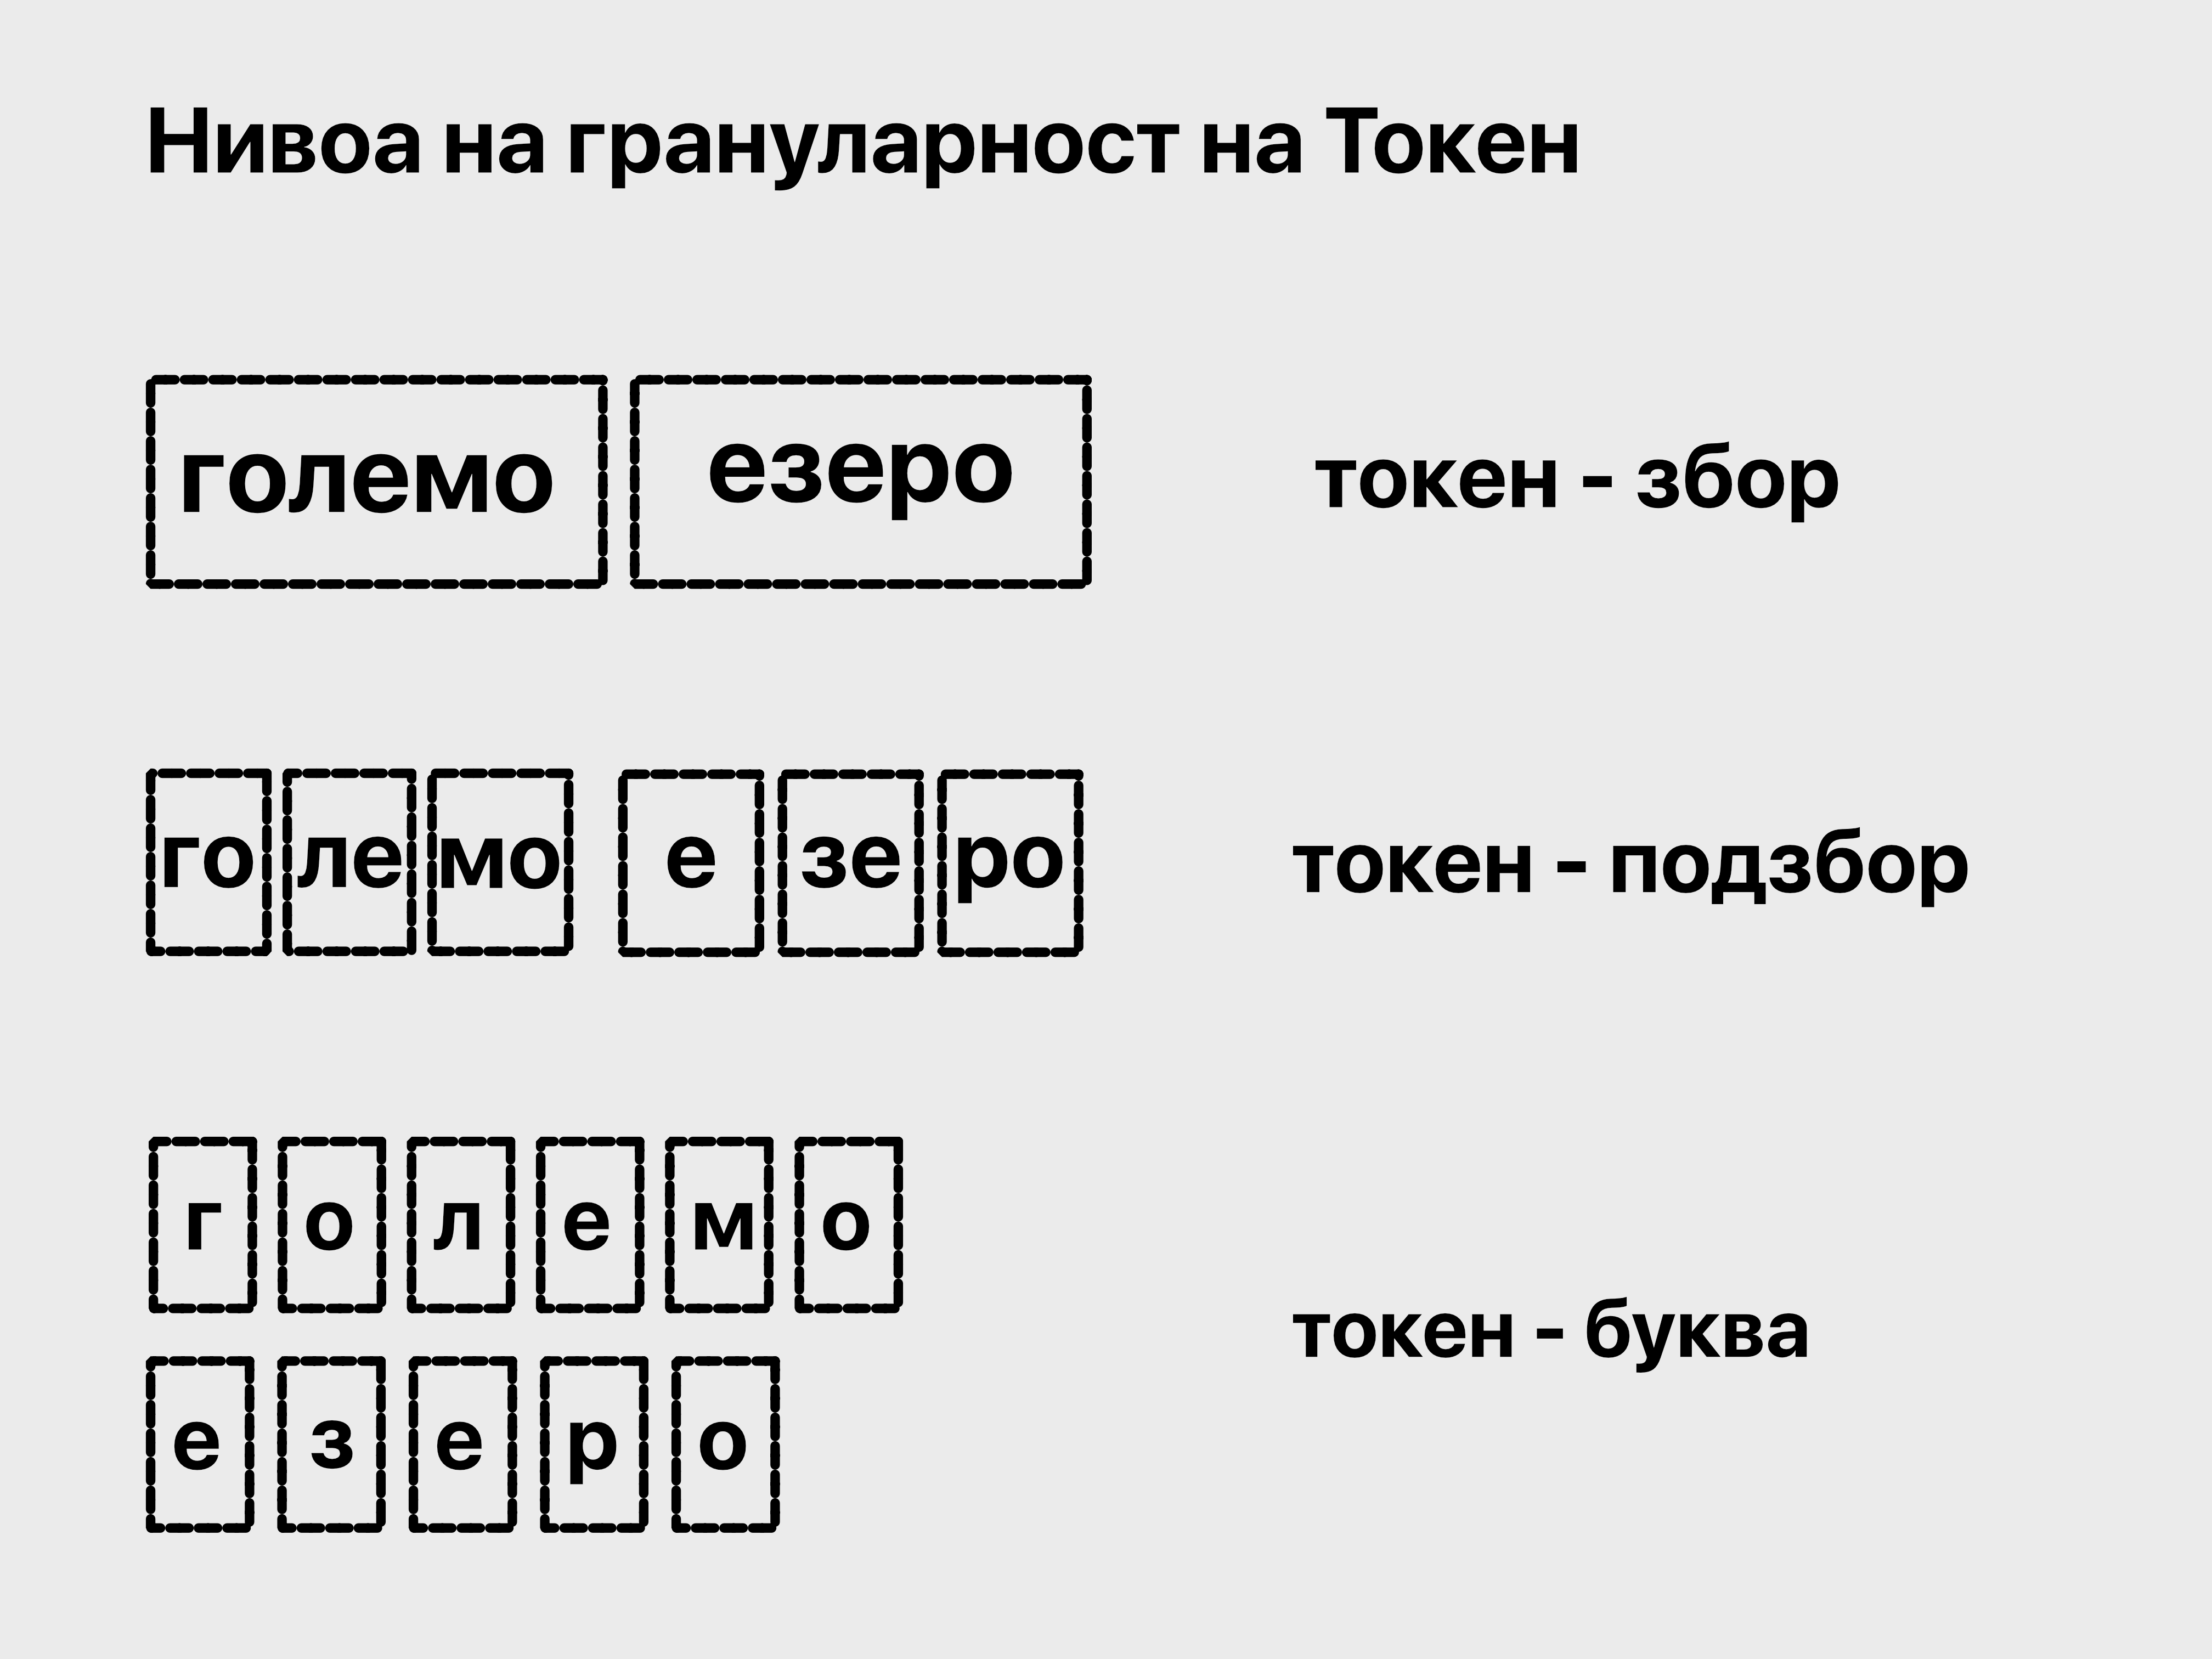 Нивоа на грануларност на Токен
големо езеро токен - збор
го ле мо е зе ро токен - подзбор
г о л е м о
токен - буква
е з е р о